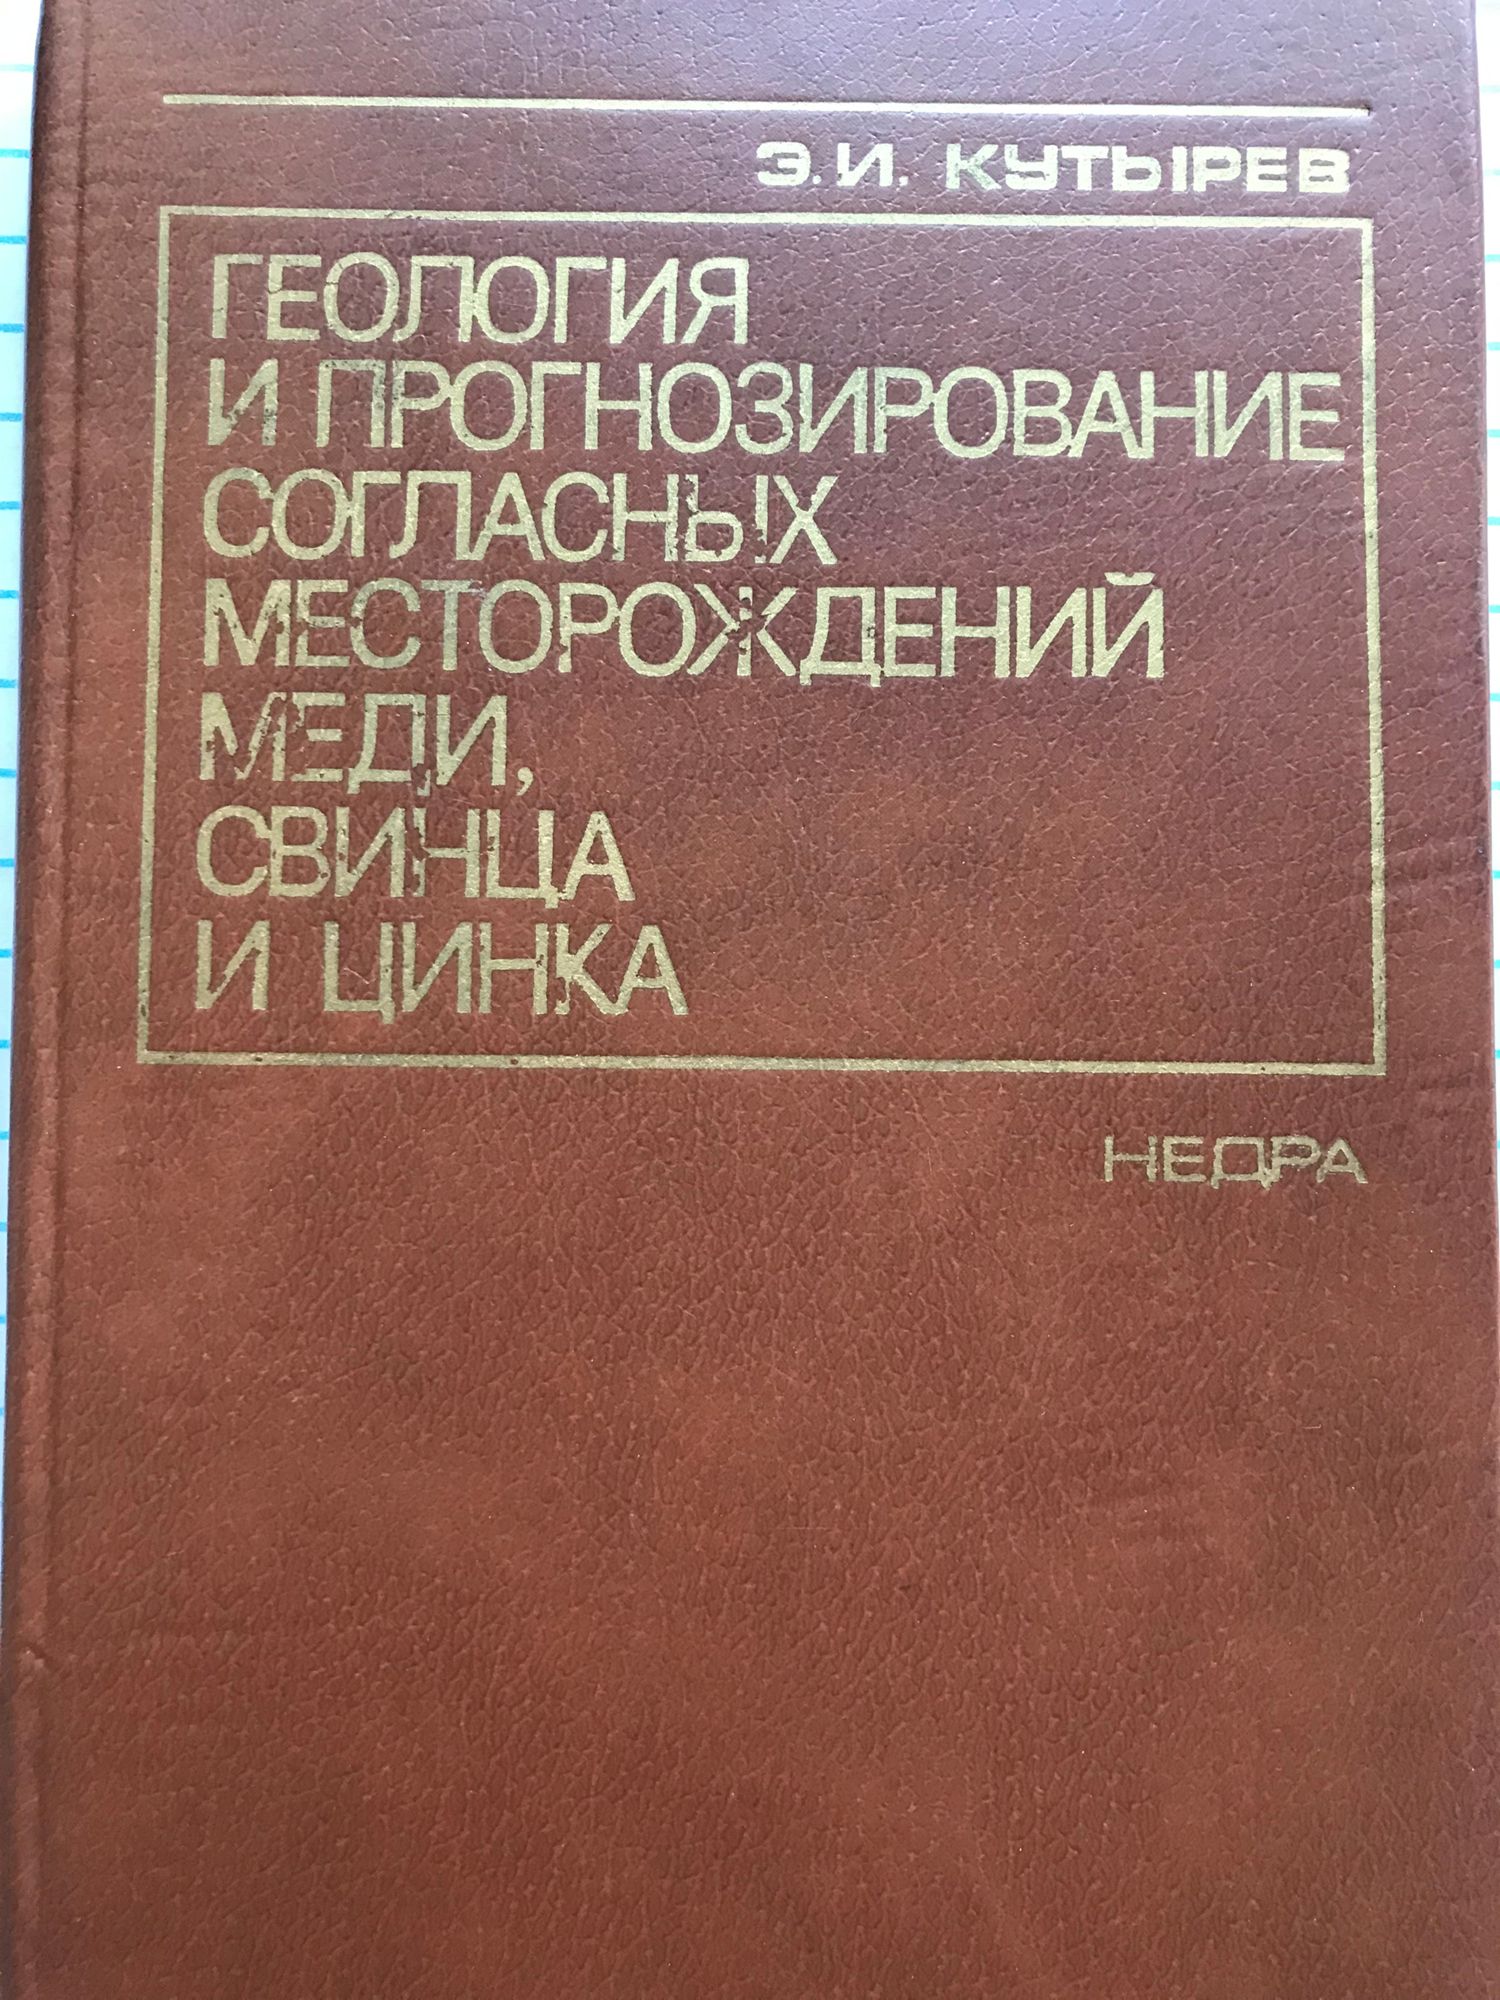 Э.И. КУТЫРЕВ
ГЕОЛОГИЯ
И ПРОГНОЗИРОВАНИЕ
СОГЛАСНЫХ
МЕСТОРОЖДЕНИЙ
МЕДИ,
СВИНЦА
И ЦИНКА
НЕДРА